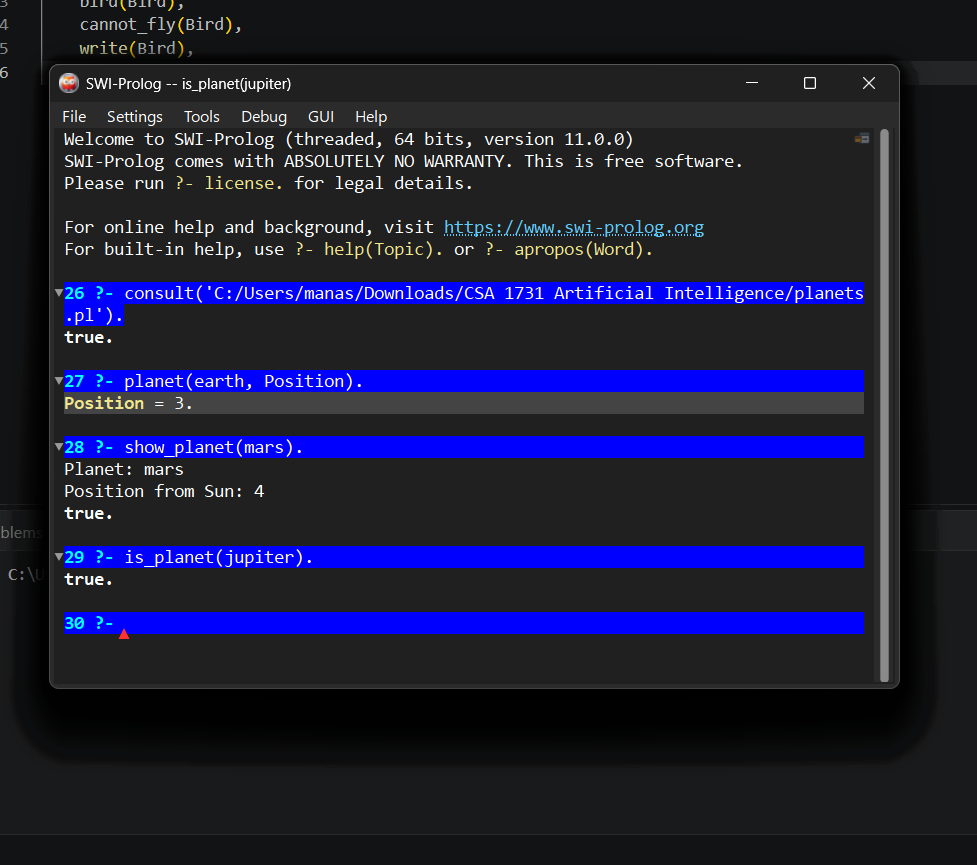 3 bird(Bird),
4 cannot_fly(Bird),
5 write(Bird),
6
SWI-Prolog -- is_planet(jupiter)
File Settings Tools Debug GUI Help
Welcome to SWI-Prolog (threaded, 64 bits, version 11.0.0)
SWI-Prolog comes with ABSOLUTELY NO WARRANTY. This is free software.
Please run ?- license. for legal details.
For online help and background, visit https://www.swi-prolog.org
For built-in help, use ?- help(Topic). or ?- apropos(Word).
26 ?- consult('C:/Users/manas/Downloads/CSA 1731 Artificial Intelligence/planets
.pl').
true.
27 ?- planet(earth, Position).
Position = 3.
28 ?- show_planet(mars).
Planet: mars
Position from Sun: 4
true.
blems
29 ?- is_planet(jupiter).
C:\U
true.
30 ?-